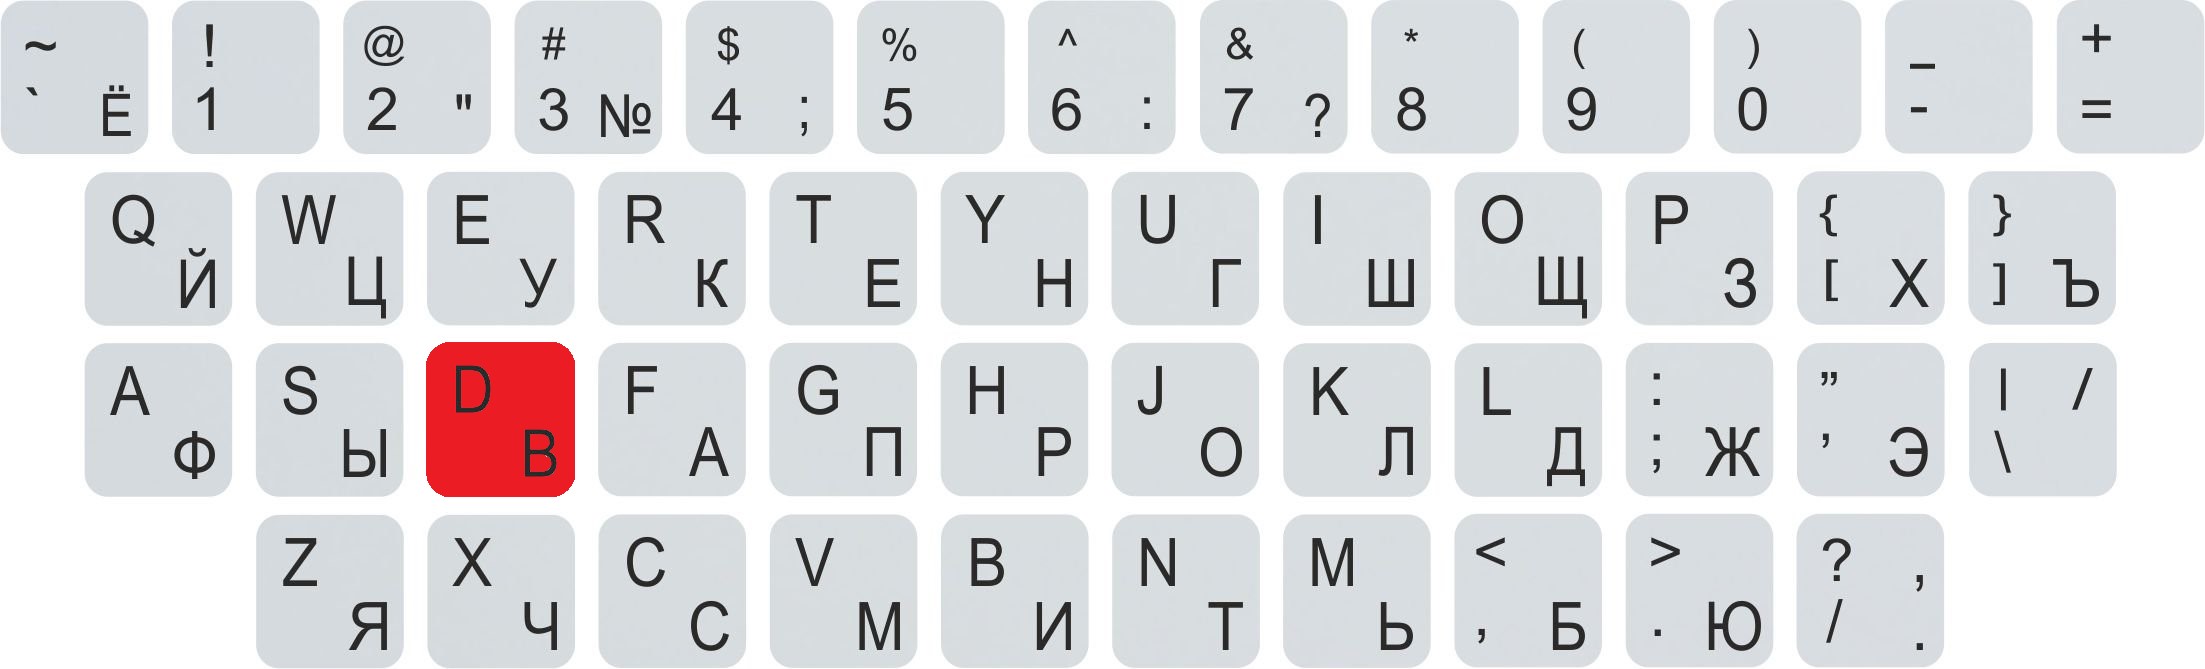 ~ ! @ # $ % ^ & * ( ) _ +
` Ё 1 2 " 3 № 4 ; 5 6 : 7 ? 8 9 0 - =
Q W E R T Y U I O P { }
Й Ц У К Е Н Г Ш Щ З [ Х ] Ъ
A S D F G H J K L : ” | /
Ф Ы В А П Р О Л Д ; Ж ’ Э \
Z X C V B N M < > ? ,
Я Ч С М И Т Ь , Б . Ю / .